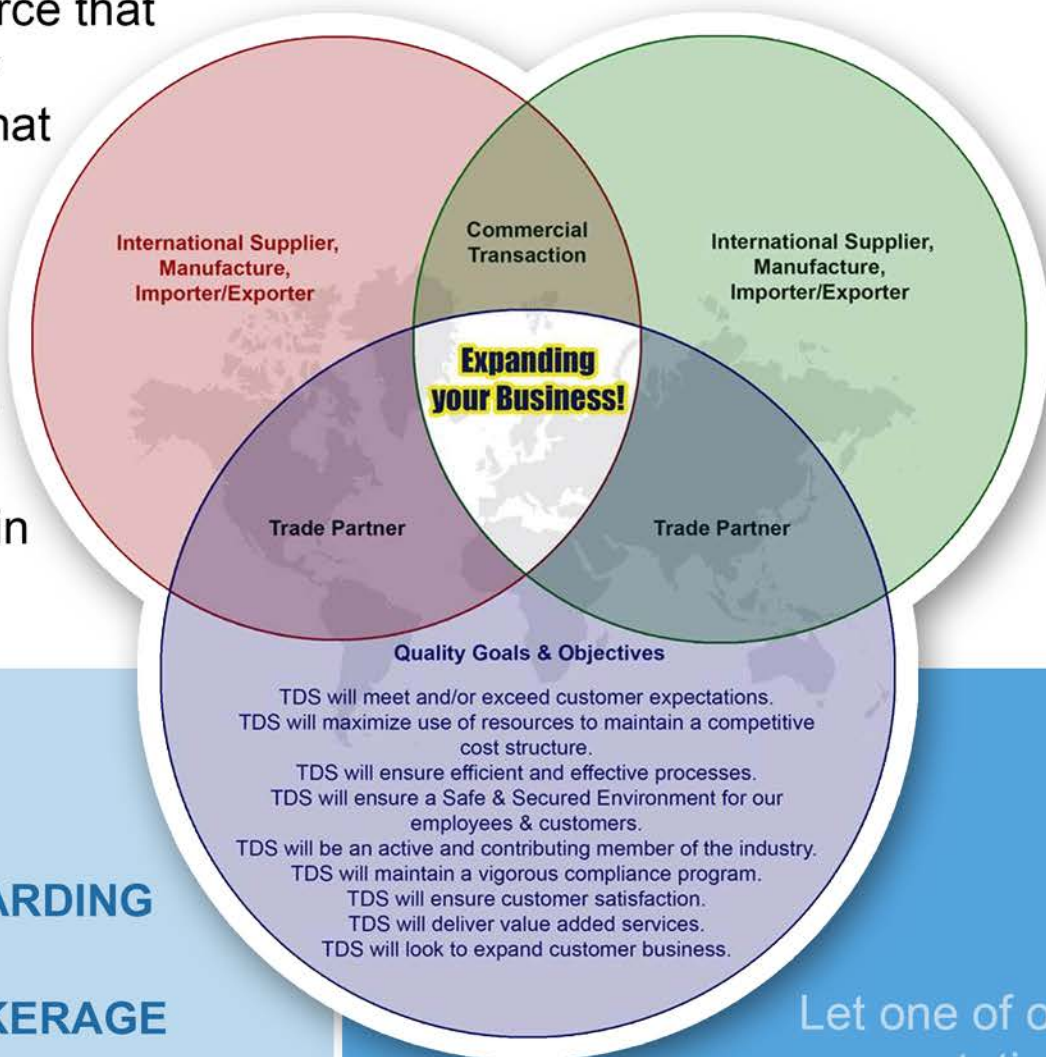 rce that
hat
in
International Supplier,
Manufacture,
Importer/Exporter
Commercial
Transaction
International Supplier,
Manufacture,
Importer/Exporter
Expanding
your Business!
Trade Partner
Trade Partner
Quality Goals & Objectives
TDS will meet and/or exceed customer expectations.
TDS will maximize use of resources to maintain a competitive
cost structure.
TDS will ensure efficient and effective processes.
TDS will ensure a Safe & Secured Environment for our
employees & customers.
TDS will be an active and contributing member of the industry.
TDS will maintain a vigorous compliance program.
TDS will ensure customer satisfaction.
TDS will deliver value added services.
TDS will look to expand customer business.
ARDING
KERAGE
Let one of o